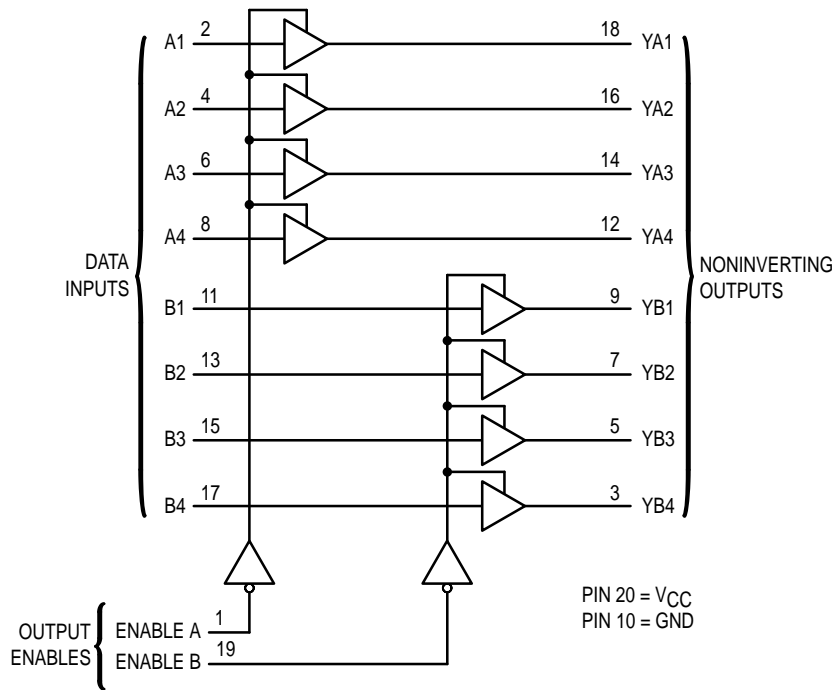 A1 2 18 YA1
A2 4 16 YA2
A3 6 14 YA3
A4 8 12 YA4
DATA
INPUTS
NONINVERTING
OUTPUTS
B1 11 9 YB1
B2 13 7 YB2
B3 15 5 YB3
B4 17 3 YB4
PIN 20 = VCC
PIN 10 = GND
OUTPUT
ENABLES
ENABLE A 1
ENABLE B 19